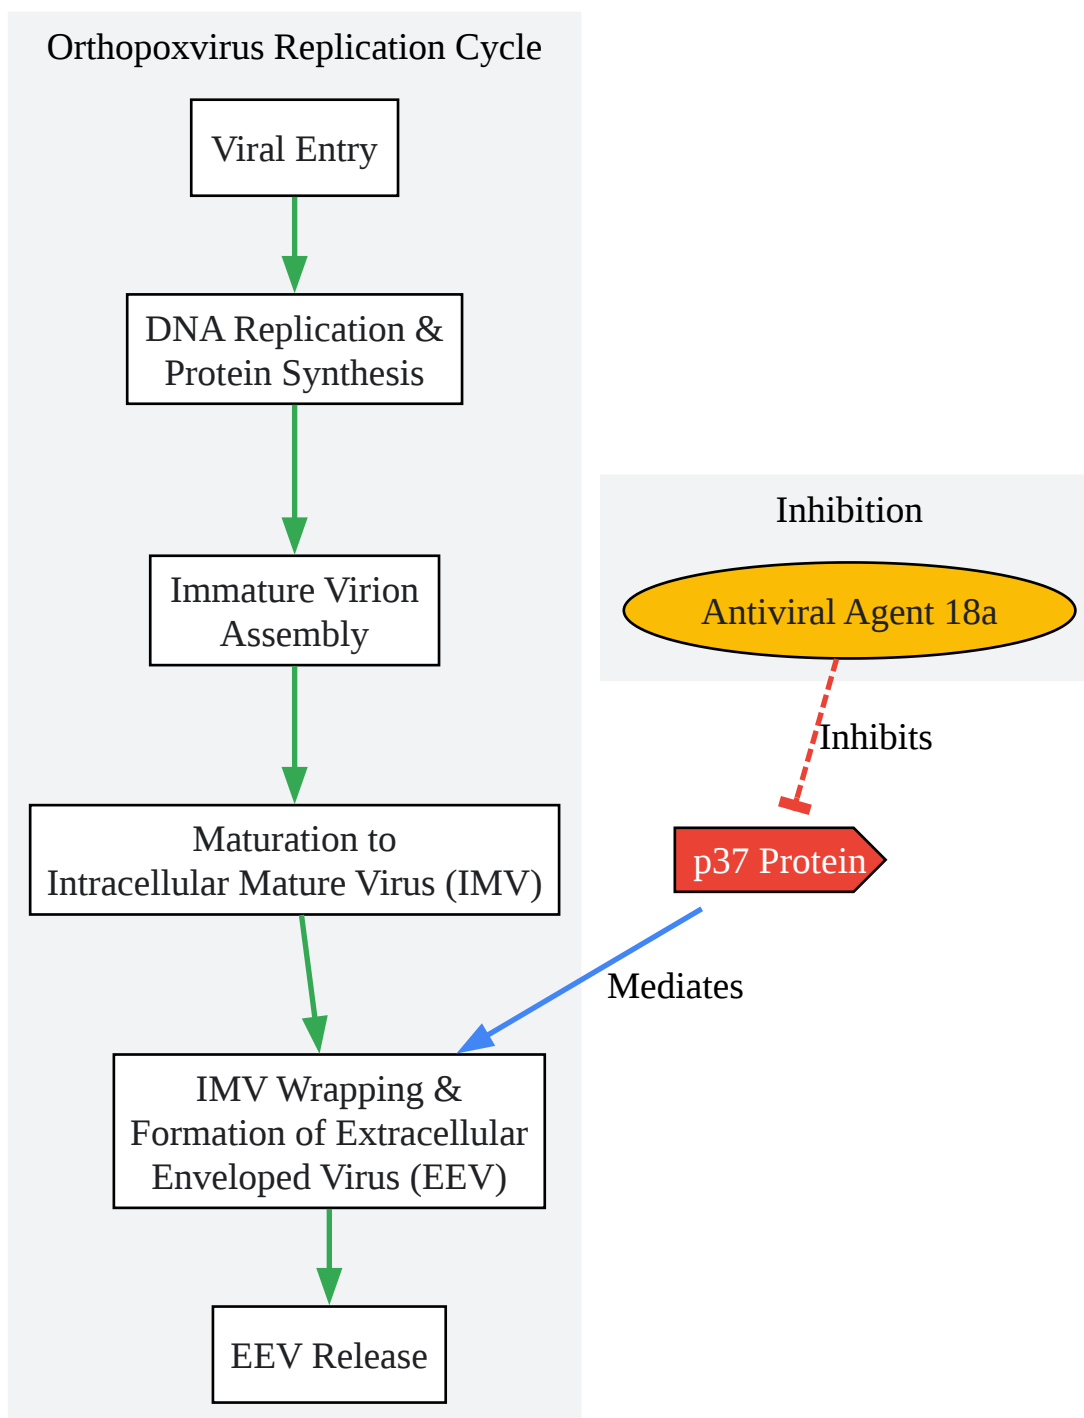 Orthopoxvirus Replication Cycle
Viral Entry
DNA Replication &
Protein Synthesis
Immature Virion
Assembly
Maturation to
Intracellular Mature Virus (IMV)
IMV Wrapping &
Formation of Extracellular
Enveloped Virus (EEV)
EEV Release
Inhibition
Antiviral Agent 18a
Inhibits
p37 Protein
Mediates